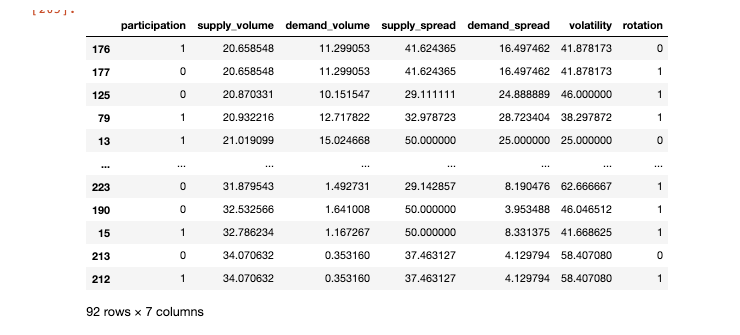 participation supply_volume demand_volume supply_spread demand_spread volatility rotation
176 1 20.658548 11.299053 41.624365 16.497462 41.878173 0
177 0 20.658548 11.299053 41.624365 16.497462 41.878173 1
125 0 20.870331 10.151547 29.111111 24.888889 46.000000 1
79 1 20.932216 12.717822 32.978723 28.723404 38.297872 1
13 1 21.019099 15.024668 50.000000 25.000000 25.000000 0
... ... ... ... ... ... ... ...
223 0 31.879543 1.492731 29.142857 8.190476 62.666667 1
190 0 32.532566 1.641008 50.000000 3.953488 46.046512 1
15 1 32.786234 1.167267 50.000000 8.331375 41.668625 1
213 0 34.070632 0.353160 37.463127 4.129794 58.407080 0
212 1 34.070632 0.353160 37.463127 4.129794 58.407080 1
92 rows × 7 columns